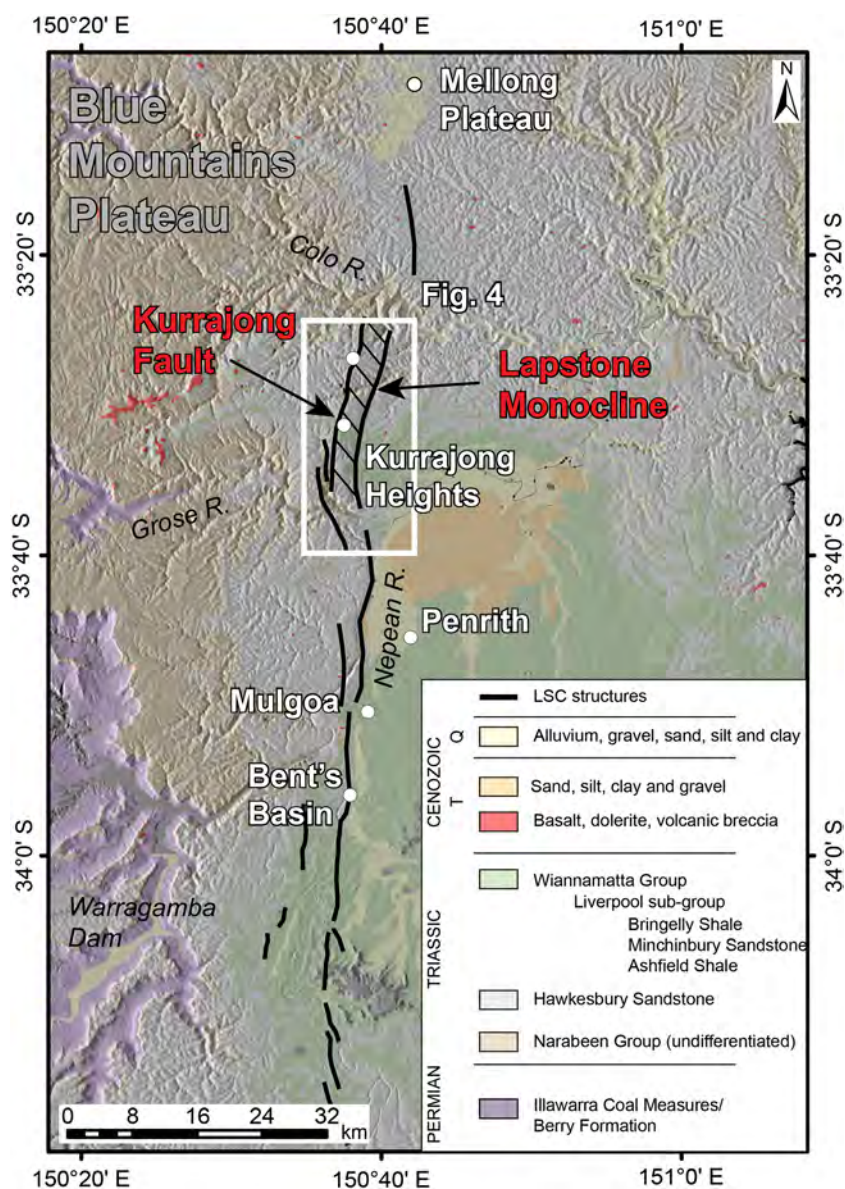 150°20' E
150°40' E
151°0' E
N
Mellong
Plateau
Blue
Mountains
Plateau
33°20' S
33°20' S
Colo R.
Fig. 4
Kurrajong
Fault
Lapstone
Monocline
Kurrajong
Heights
Grose R.
33°40' S
33°40' S
Nepean R.
Penrith
Mulgoa
Bent's
Basin
34°0' S
34°0' S
Warragamba
Dam
LSC structures
CENOZOIC
Q
Alluvium, gravel, sand, silt and clay
T
Sand, silt, clay and gravel
Basalt, dolerite, volcanic breccia
TRIASSIC
Wiannamatta Group
Liverpool sub-group
Bringelly Shale
Minchinbury Sandstone
Ashfield Shale
Hawkesbury Sandstone
Narabeen Group (undifferentiated)
PERMIAN
Illawarra Coal Measures/
Berry Formation
0 8 16 24 32
km
150°20' E
150°40' E
151°0' E